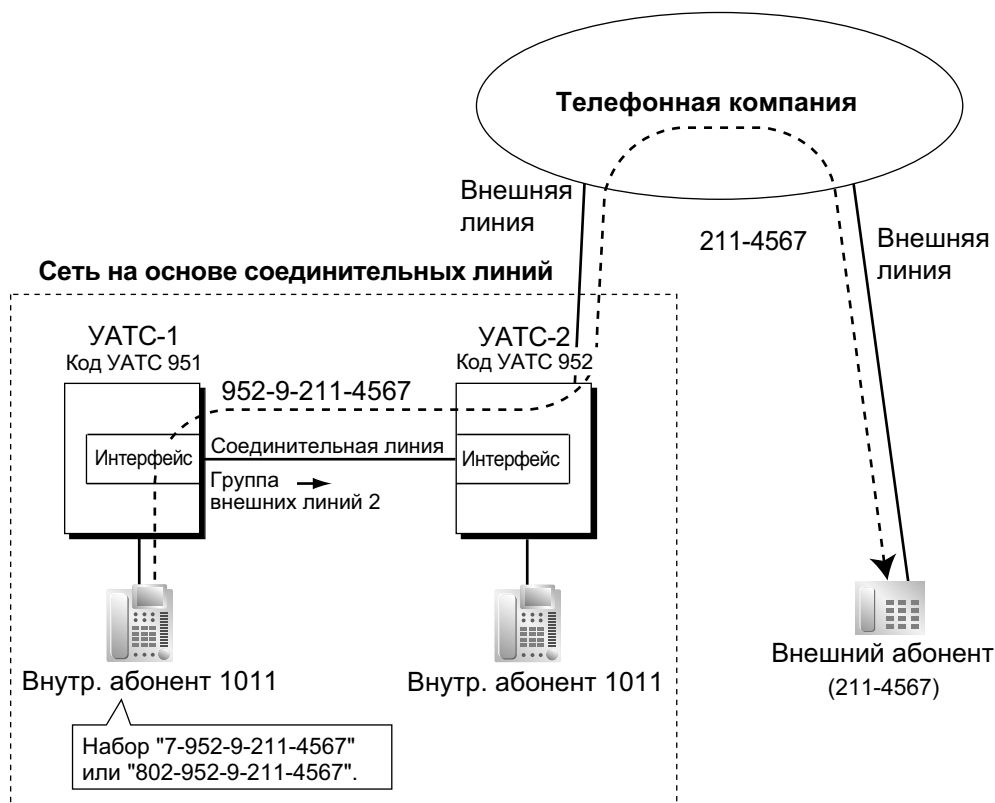 Телефонная компания
Внешняя
линия
211-4567
Внешняя
линия
Сеть на основе соединительных линий
УАТС-1
Код УАТС 951
УАТС-2
Код УАТС 952
952-9-211-4567
Интерфейс
Соединительная линия
Интерфейс
Группа
внешних линий 2
Внутр. абонент 1011
Внутр. абонент 1011
Внешний абонент
(211-4567)
Набор "7-952-9-211-4567"
или "802-952-9-211-4567".